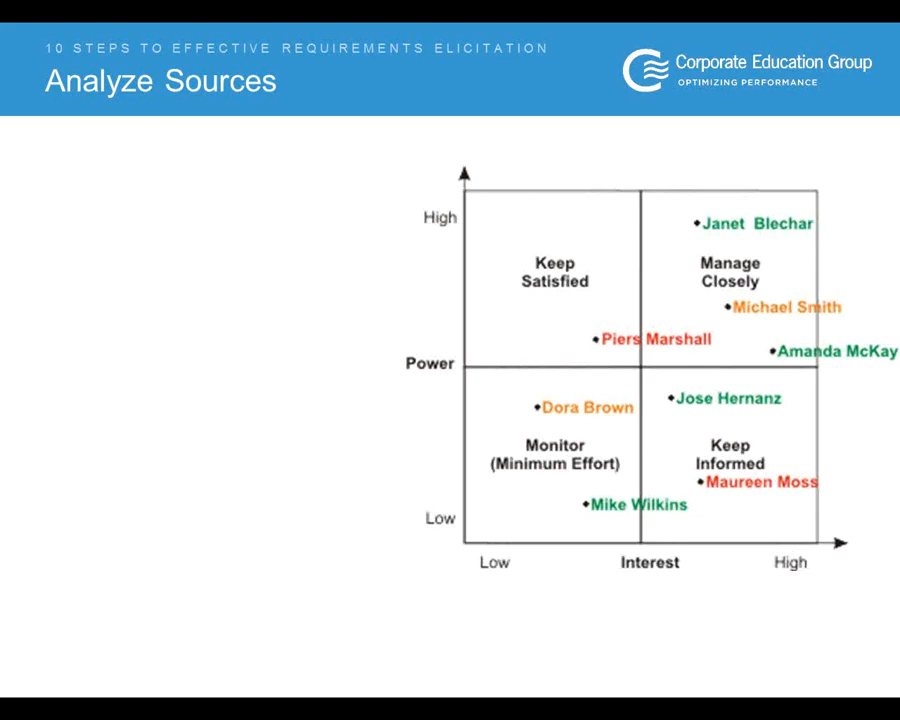 10 STEPS TO EFFECTIVE REQUIREMENTS ELICITATION
Analyze Sources
Corporate Education Group
OPTIMIZING PERFORMANCE
High
Janet Blechar
Keep
Satisfied
Manage
Closely
Michael Smith
Piers Marshall
Amanda McKay
Power
Jose Hernanz
Dora Brown
Monitor
(Minimum Effort)
Keep
Informed
Maureen Moss
Mike Wilkins
Low
Low
Interest
High